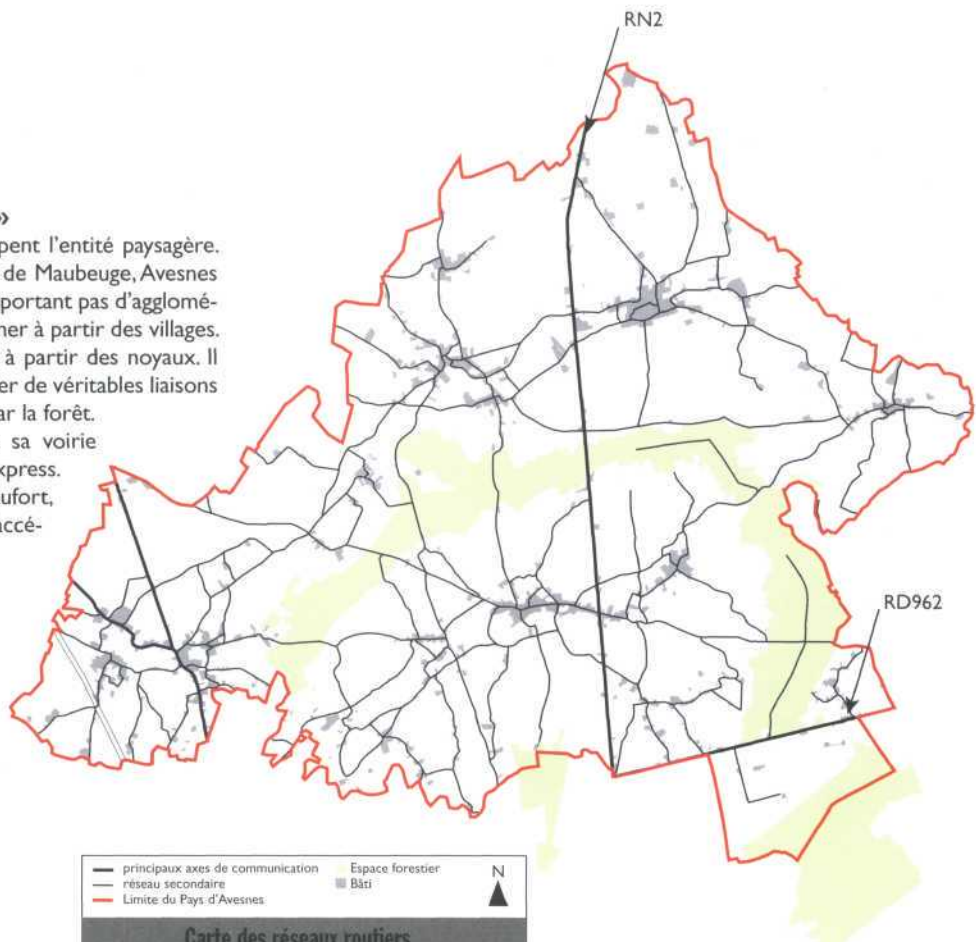 RN2
»
pent l'entité paysagère.
de Maubeuge, Avesnes
portant pas d'agglomé-
ner à partir des villages.
à partir des noyaux. Il
er de véritables liaisons
ar la forêt.
sa voirie
xpress.
ufort,
accé-
RD962
principaux axes de communication
réseau secondaire
Limite du Pays d'Avesnes
Espace forestier
Bâti
N
Carte des réseaux routiers